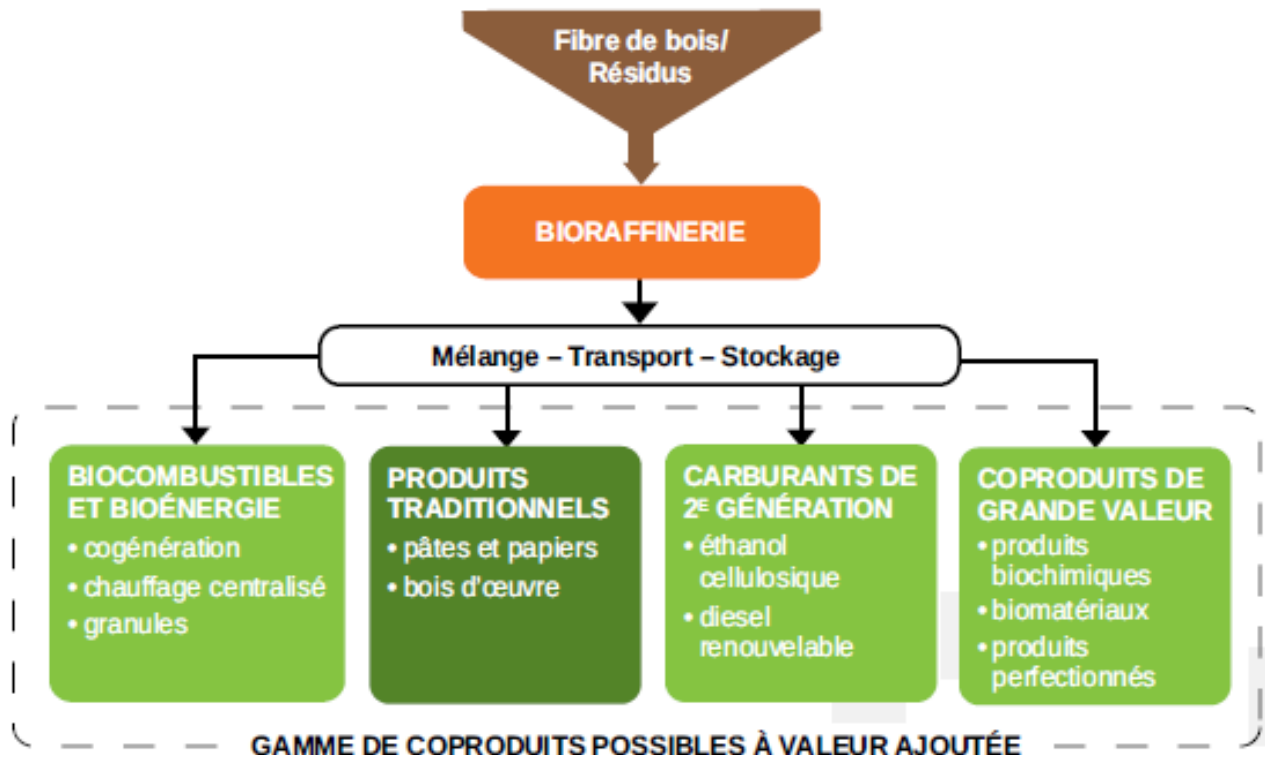 Fibre de bois/
Résidus
BIORAFFINERIE
Mélange – Transport – Stockage
BIOCOMBUSTIBLES
ET BIOÉNERGIE
• cogénération
• chauffage centralisé
• granules
PRODUITS
TRADITIONNELS
• pâtes et papiers
• bois d'œuvre
CARBURANTS DE
2ᴱ GÉNÉRATION
• éthanol
cellulosique
• diesel
renouvelable
COPRODUITS DE
GRANDE VALEUR
• produits
biochimiques
• biomatériaux
• produits
perfectionnés
GAMME DE COPRODUITS POSSIBLES À VALEUR AJOUTÉE